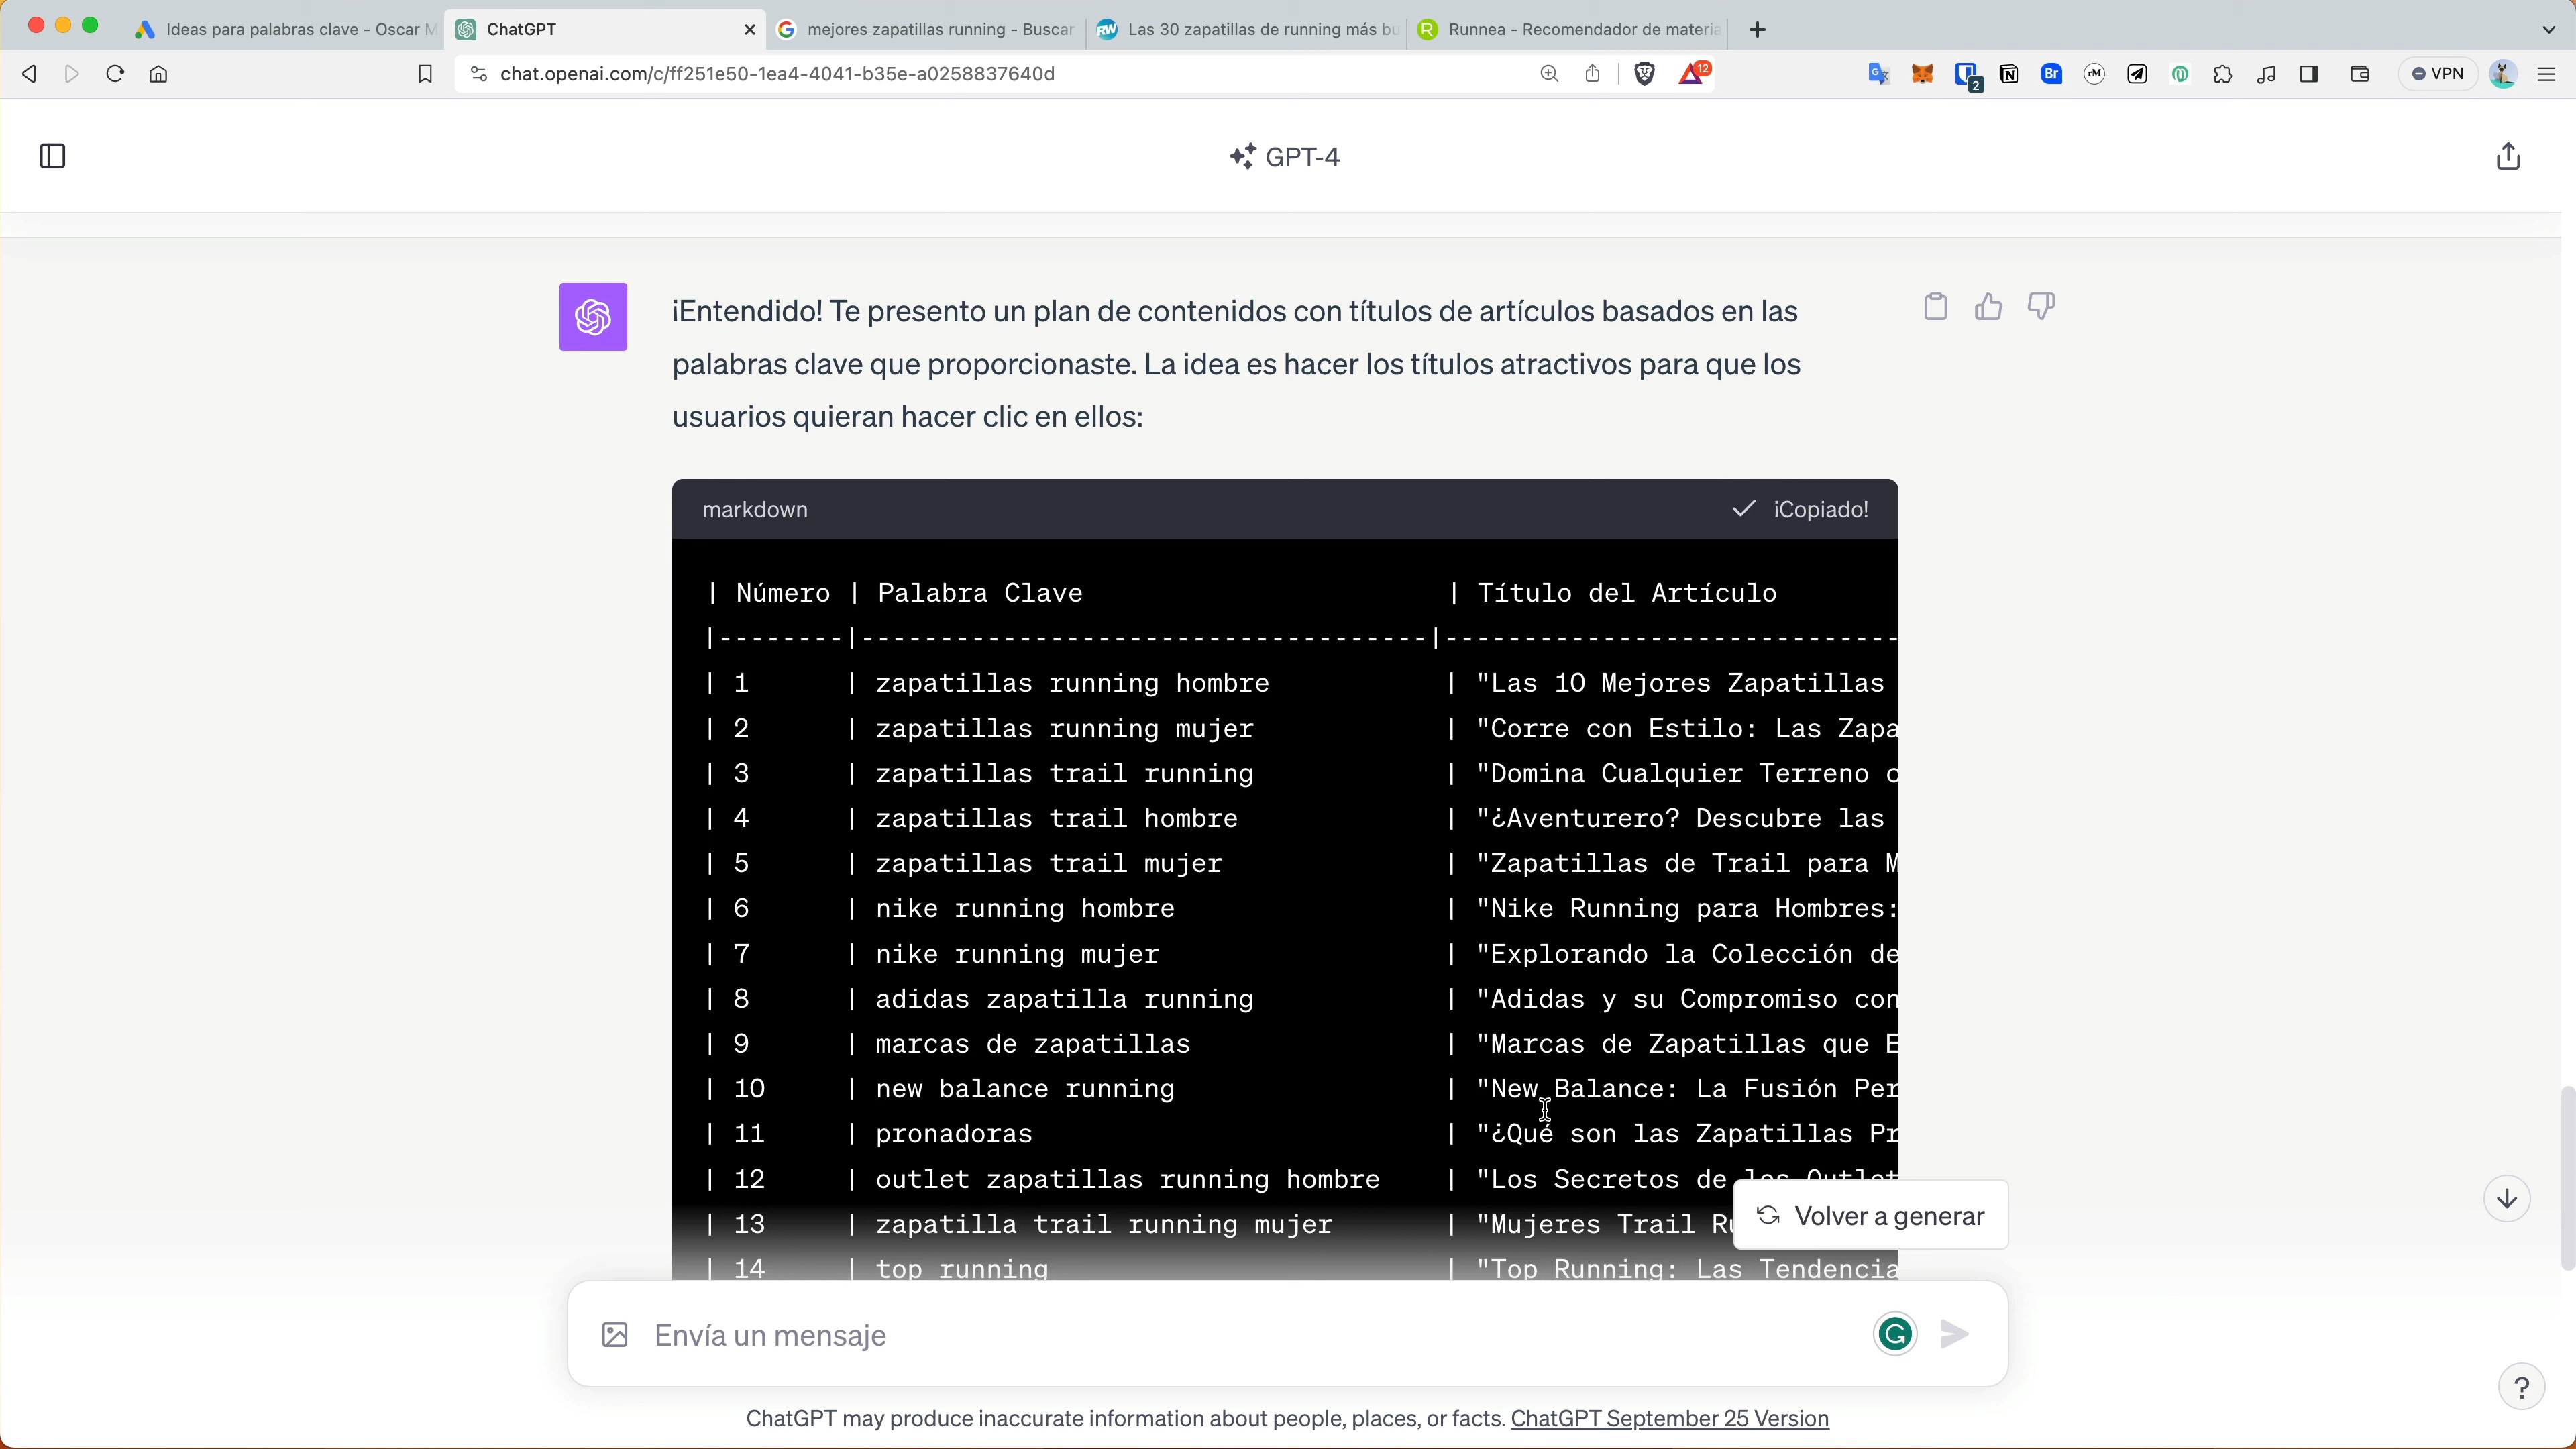 Ideas para palabras clave - Oscar M
ChatGPT
mejores zapatillas running - Buscar
RW Las 30 zapatillas de running más bu
R Runnea - Recomendador de materia
chat.openai.com/c/ff251e50-1ea4-4041-b35e-a0258837640d
12
2
Br
rM
VPN
GPT-4
¡Entendido! Te presento un plan de contenidos con títulos de artículos basados en las
palabras clave que proporcionaste. La idea es hacer los títulos atractivos para que los
usuarios quieran hacer clic en ellos:
markdown
¡Copiado!
| Número | Palabra Clave | Título del Artículo
|--------|------------------------------------|-----------------------------
| 1 | zapatillas running hombre | "Las 10 Mejores Zapatillas
| 2 | zapatillas running mujer | "Corre con Estilo: Las Zapa
| 3 | zapatillas trail running | "Domina Cualquier Terreno c
| 4 | zapatillas trail hombre | "¿Aventurero? Descubre las
| 5 | zapatillas trail mujer | "Zapatillas de Trail para M
| 6 | nike running hombre | "Nike Running para Hombres:
| 7 | nike running mujer | "Explorando la Colección de
| 8 | adidas zapatilla running | "Adidas y su Compromiso con
| 9 | marcas de zapatillas | "Marcas de Zapatillas que E
| 10 | new balance running | "New Balance: La Fusión Per
| 11 | pronadoras | "¿Qué son las Zapatillas Pr
| 12 | outlet zapatillas running hombre | "Los Secretos de los Outlet
| 13 | zapatilla trail running mujer | "Mujeres Trail Ru
| 14 | top running | "Top Running: Las Tendencia
Volver a generar
Envía un mensaje
?
ChatGPT may produce inaccurate information about people, places, or facts. ChatGPT September 25 Version